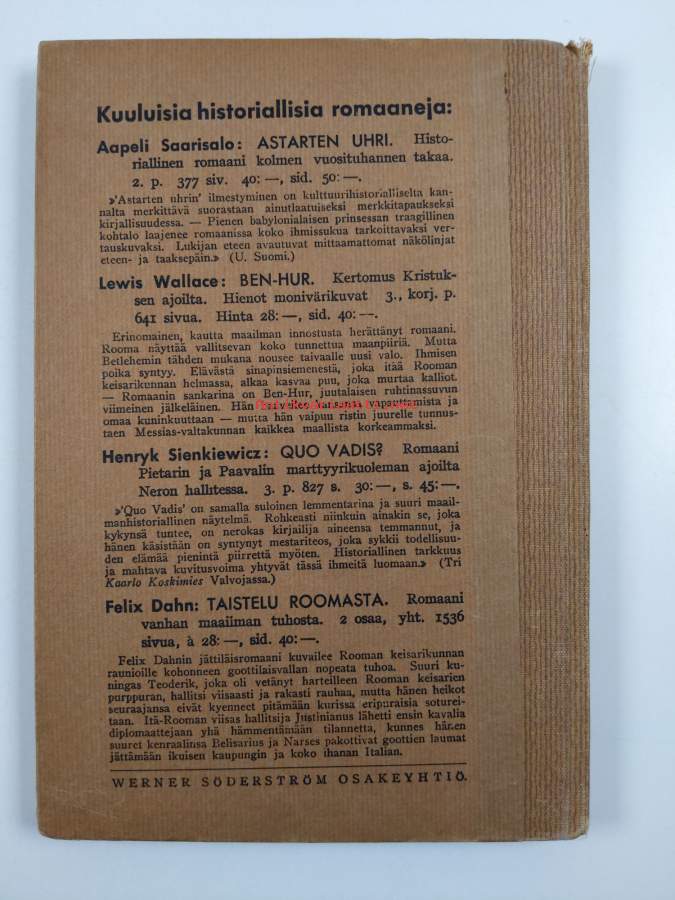 Kuuluisia historiallisia romaaneja:
Aapeli Saarisalo: ASTARTEN UHRI. Histo-
riallinen romaani kolmen vuosituhannen takaa.
2. p. 377 siv. 40: —, sid. 50: —.
»'Astarten uhrin' ilmestyminen on kulttuurihistorialliselta kan-
nalta merkittävä suorastaan ainutlaatuiseksi merkkitapaukseksi
kirjallisuudessa. — Pienen babylonialaisen prinsessan traagillinen
kohtalo laajenee romaanissa koko ihmissukua tarkoittavaksi ver-
tauskuvaksi. Lukijan eteen avautuvat mittaamattomat näkölinjat
eteen- ja taaksepäin.» (U. Suomi.)
Lewis Wallace: BEN-HUR. Kertomus Kristuk-
sen ajoilta. Hienot monivärikuvat 3., korj. p.
641 sivua. Hinta 28: —, sid. 40: —.
Erinomainen, kautta maailman innostusta herättänyt romaani.
Rooma näyttää vallitsevan koko tunnettua maanpiiriä. Mutta
Betlehemin tähden mukana nousee taivaalle uusi valo. Ihmisen
poika syntyy. Elävästä sinapinsiemenestä, joka itää Rooman
keisarikunnan helmassa, alkaa kasvaa puu, joka murtaa kalliot.
— Romaanin sankarina on Ben-Hur, juutalaisen ruhtinassuvun
viimeinen jälkeläinen. Hän vapauttamista ja
omaa kuninkuuttaan — mutta hän vaipuu ristin juurelle tunnus-
taen Messias-valtakunnan kaikkea maallista korkeammaksi.
Henryk Sienkiewicz: QUO VADIS? Romaani
Pietarin ja Paavalin marttyyrikuoleman ajoilta
Neron hallitessa. 3. p. 827 s. 30: —, s. 45: —.
»'Quo Vadis' on samalla suloinen lemmentarina ja suuri maail-
manhistoriallinen näytelmä. Rohkeasti niinkuin ainakin se, joka
kykynsä tuntee, on nerokas kirjailija aineensa temmannut, ja
hänen käsistään on syntynyt mestariteos, joka sykkii todellisuu-
den elämää pienintä piirrettä myöten. Historiallinen tarkkuus
ja mahtava kuvitusvoima yhtyvät tässä ihmeitä luomaan.» (Tri
Kaarlo Koskimies Valvojassa.)
Felix Dahn: TAISTELU ROOMASTA. Romaani
vanhan maailman tuhosta. 2 osaa, yht. 1536
sivua, à 28: —, sid. 40: —.
Felix Dahnin jättiläisromaani kuvailee Rooman keisarikunnan
raunioille kohonneen goottilaisvallan nopeata tuhoa. Suuri ku-
ningas Teoderik, joka oli vetänyt harteilleen Rooman keisarien
purppuran, hallitsi viisaasti ja rakasti rauhaa, mutta hänen heikot
seuraajansa eivät kyenneet pitämään kurissa eripuraisia soturei-
taan. Itä-Rooman viisas hallitsija Justinianus lähetti ensin kavalia
diplomaattejaan yhä hämmentämään tilannetta, kunnes hänen
suuret kenraalinsa Belisarius ja Narses pakottivat goottien laumat
jättämään ikuisen kaupungin ja koko ihanan Italian.
WERNER SÖDERSTRÖM OSAKEYHTIÖ.